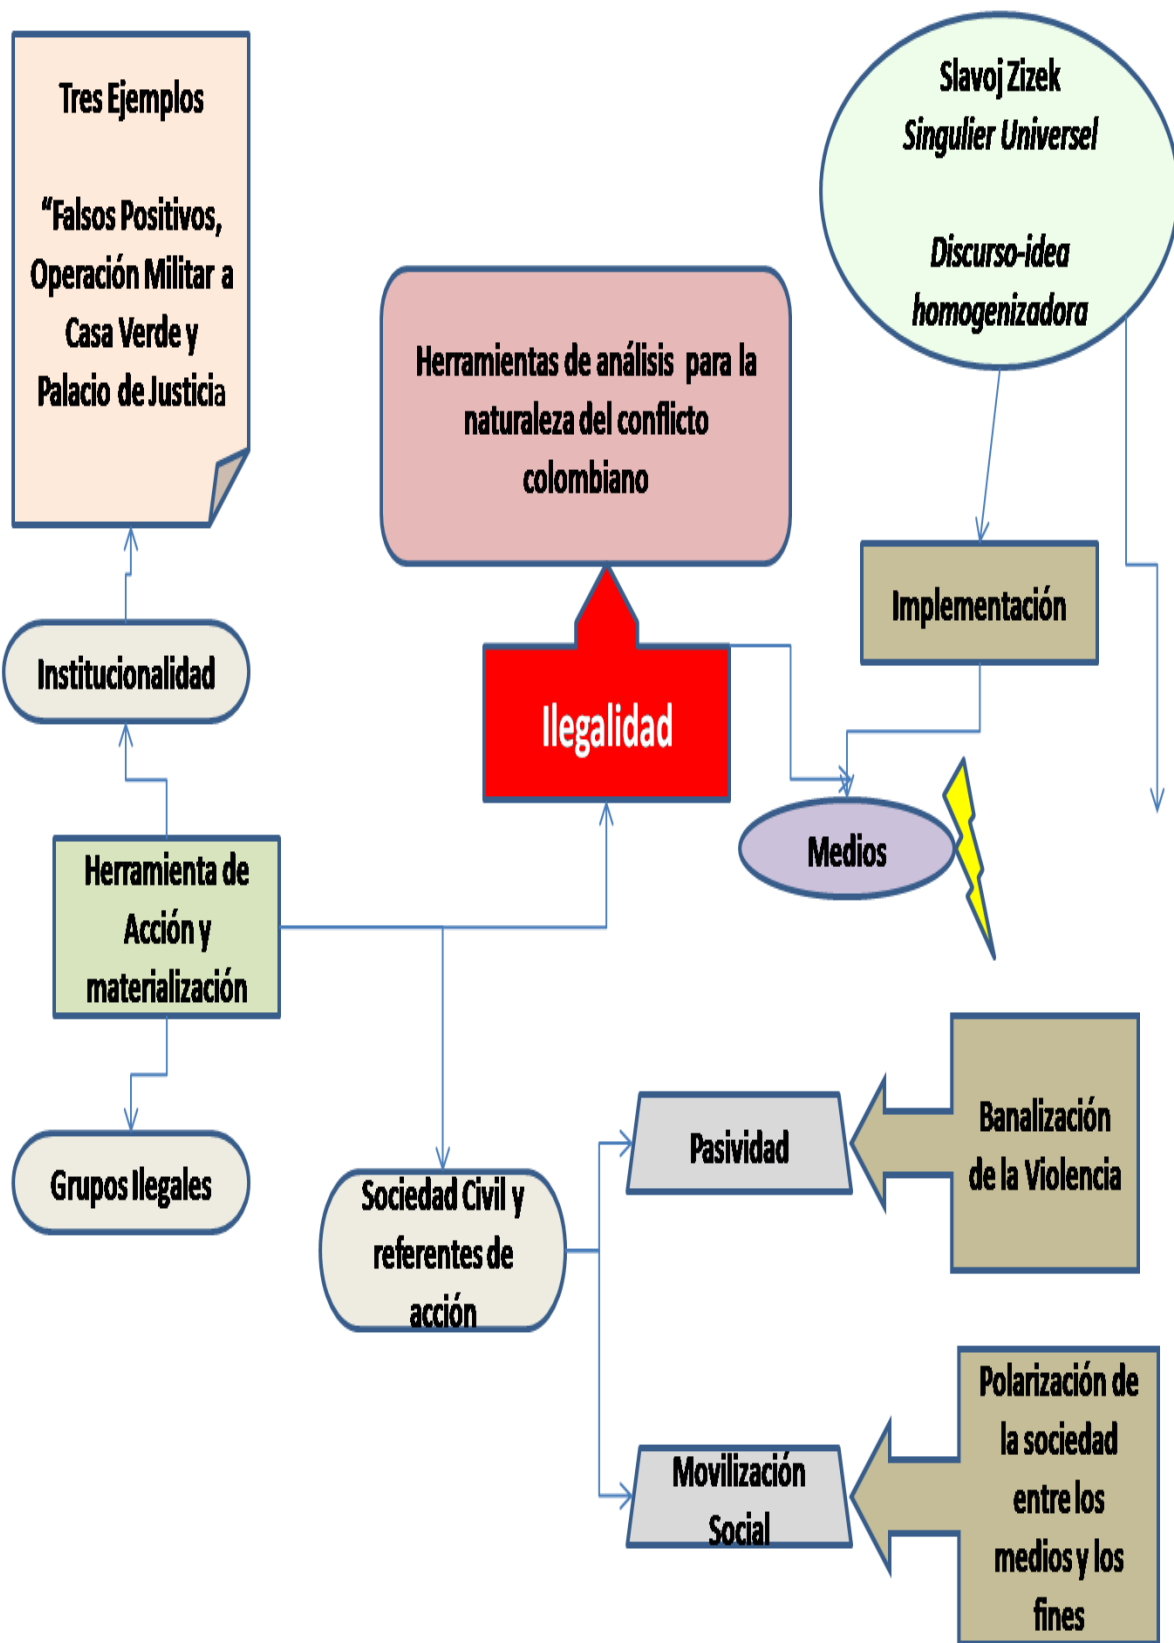 Tres Ejemplos
“Falsos Positivos,
Operación Militar a
Casa Verde y
Palacio de Justicia
Slavoj Zizek
Singulier Universel
Discurso-idea
homogenizadora
Herramientas de análisis para la
naturaleza del conflicto
colombiano
Implementación
Institucionalidad
Ilegalidad
Medios
Herramienta de
Acción y
materialización
Grupos Ilegales
Sociedad Civil y
referentes de
acción
Pasividad
Banalización
de la Violencia
Movilización
Social
Polarización de
la sociedad
entre los
medios y los
fines